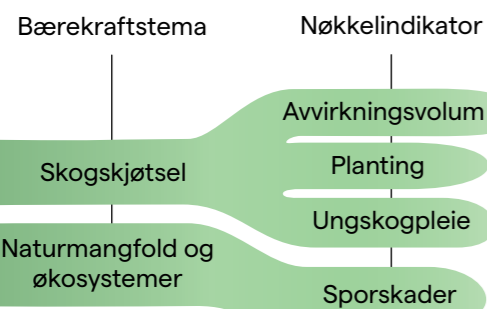 Bærekraftstema
Nøkkelindikator
Avvirkningsvolum
Skogskjøtsel
Planting
Ungskogpleie
Naturmangfold og
økosystemer
Sporskader